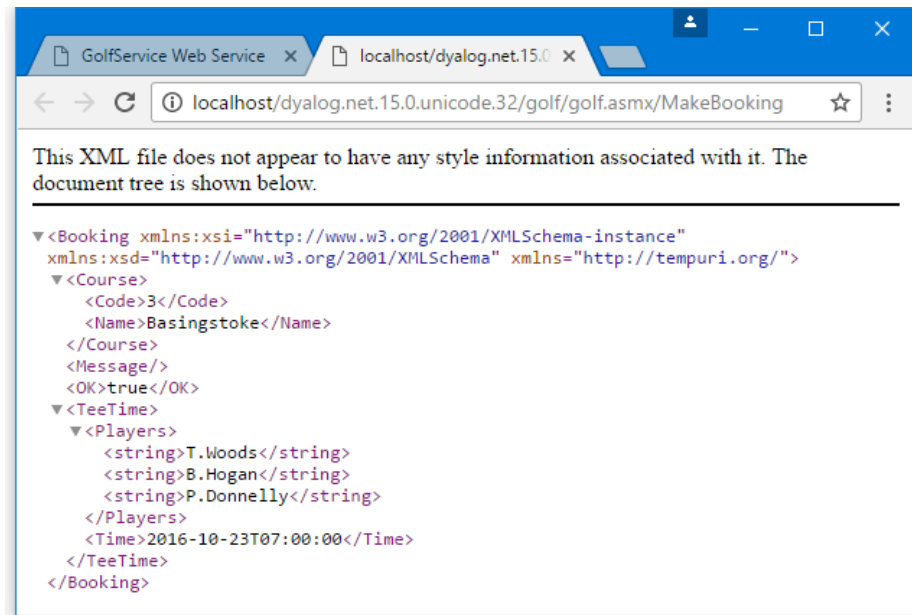 GolfService Web Service
localhost/dyalog.net.15.0
localhost/dyalog.net.15.0.unicode.32/golf/golf.asmx/MakeBooking
This XML file does not appear to have any style information associated with it. The
document tree is shown below.
▼<Booking xmlns:xsi="http://www.w3.org/2001/XMLSchema-instance"
xmlns:xsd="http://www.w3.org/2001/XMLSchema" xmlns="http://tempuri.org/">
▼<Course>
<Code>3</Code>
<Name>Basingstoke</Name>
</Course>
<Message/>
<OK>true</OK>
▼<TeeTime>
▼<Players>
<string>T.Woods</string>
<string>B.Hogan</string>
<string>P.Donnelly</string>
</Players>
<Time>2016-10-23T07:00:00</Time>
</TeeTime>
</Booking>